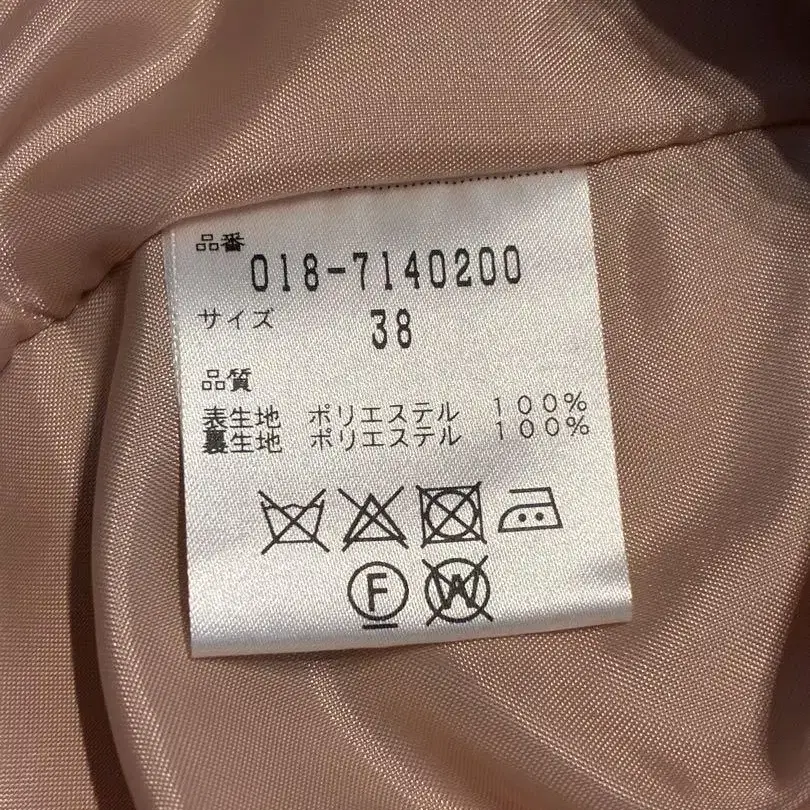 品番
018-7140200
サイズ 38
品質
表生地 ポリエステル 100%
裏生地 ポリエステル 100%
F W